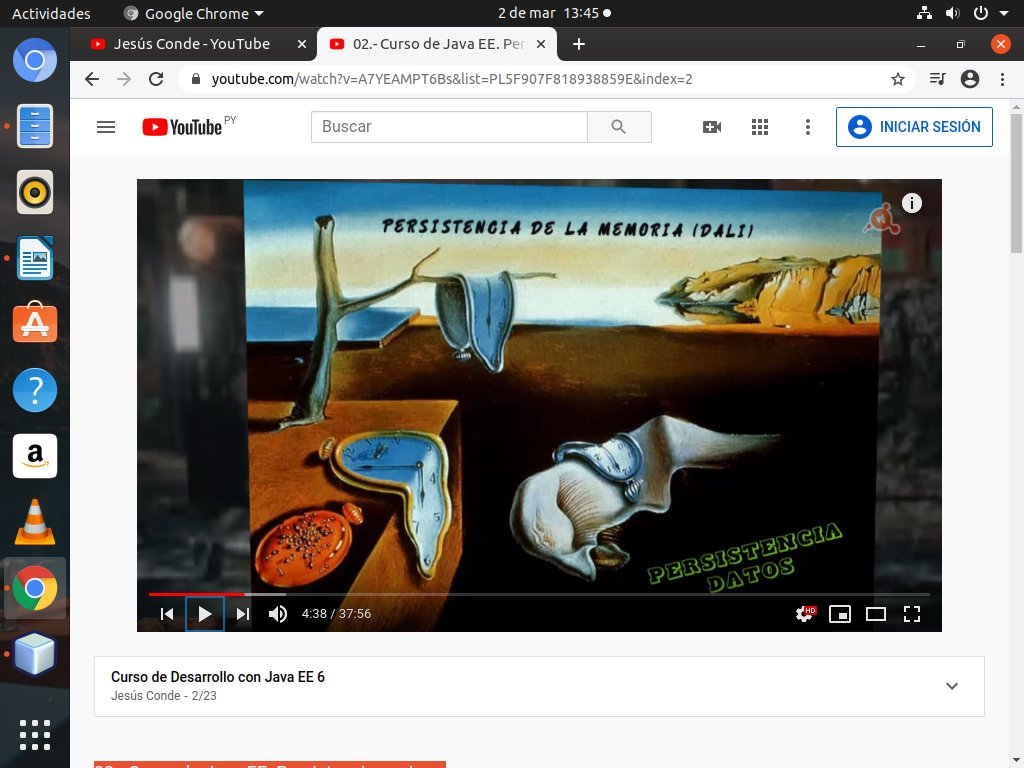 Actividades
Google Chrome
2 de mar 13:45
Jesús Conde - YouTube
02.- Curso de Java EE. Per
youtube.com/watch?v=A7YEAMPT6Bs&list=PL5F907F818938859E&index=2
YouTube PY
Buscar
INICIAR SESIÓN
PERSISTENCIA DE LA MEMORIA (DALI)
PERSISTENCIA
DATOS
HD
4:38 / 37:56
Curso de Desarrollo con Java EE 6
Jesús Conde - 2/23